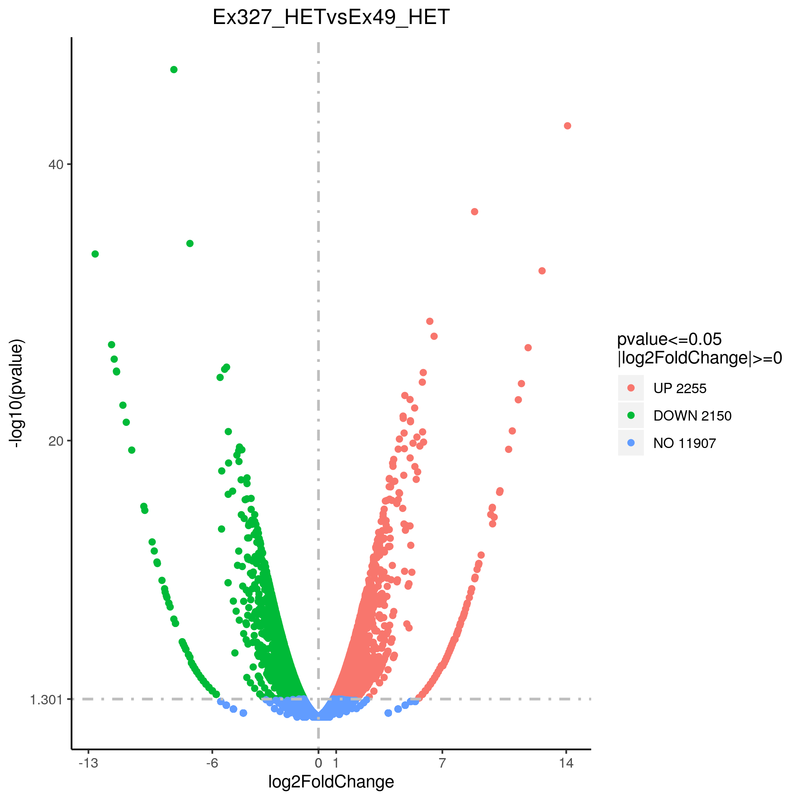 Ex327_HETvsEx49_HET
40
20
1.301
-log10(pvalue)
-13
-6
0
1
7
14
log2FoldChange
pvalue<=0.05
|log2FoldChange|>=0
UP 2255
DOWN 2150
NO 11907